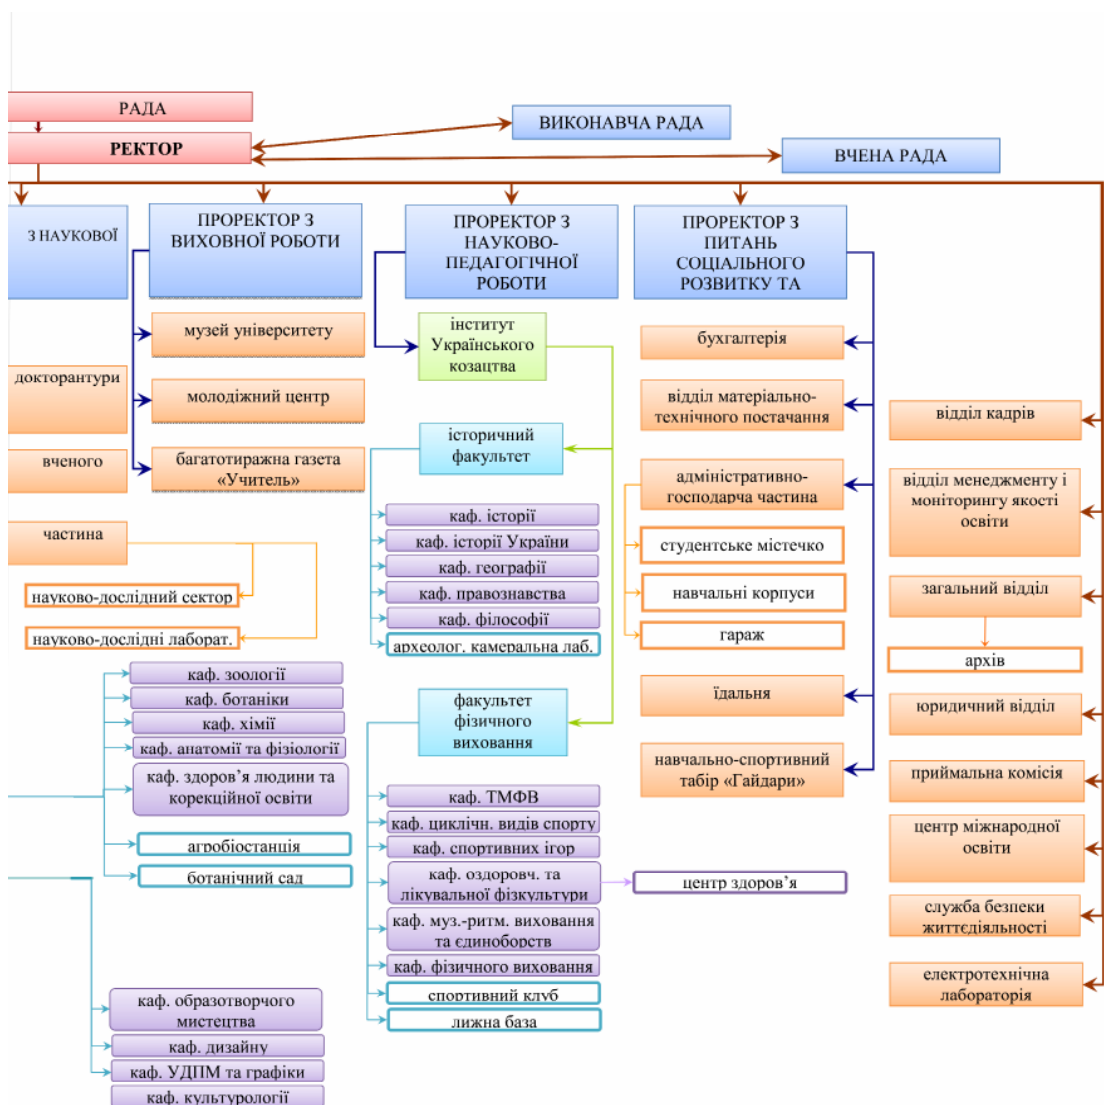 РАДА
РЕКТОР
ВИКОНАВЧА РАДА
ВЧЕНА РАДА
З НАУКОВОЇ
ПРОРЕКТОР З
ВИХОВНОЇ РОБОТИ
ПРОРЕКТОР З
НАУКОВО-
ПЕДАГОГІЧНОЇ
РОБОТИ
ПРОРЕКТОР З
ПИТАНЬ
СОЦІАЛЬНОГО
РОЗВИТКУ ТА
докторантури
вченого
частина
науково-дослідний сектор
науково-дослідні лаборат.
музей університету
молодіжний центр
багатотиражна газета
«Учитель»
інститут
Українського
козацтва
історичний
факультет
каф. історії
каф. історії України
каф. географії
каф. правознавства
каф. філософії
археолог. камеральна лаб.
факультет
фізичного
виховання
каф. ТМФВ
каф. циклічн. видів спорту
каф. спортивних ігор
каф. оздоровч. та
лікувальної фізкультури
каф. муз.-ритм. виховання
та єдиноборств
каф. фізичного виховання
спортивний клуб
лижна база
центр здоров’я
каф. зоології
каф. ботаніки
каф. хімії
каф. анатомії та фізіології
каф. здоров’я людини та
корекційної освіти
агробіостанція
ботанічний сад
каф. образотворчого
мистецтва
каф. дизайну
каф. УДПМ та графіки
каф. культурології
бухгалтерія
відділ матеріально-
технічного постачання
адміністративно-
господарча частина
студентське містечко
навчальні корпуси
гараж
їдальня
навчально-спортивний
табір «Гайдари»
відділ кадрів
відділ менеджменту і
моніторингу якості
освіти
загальний відділ
архів
юридичний відділ
приймальна комісія
центр міжнародної
освіти
служба безпеки
життєдіяльності
електротехнічна
лабораторія